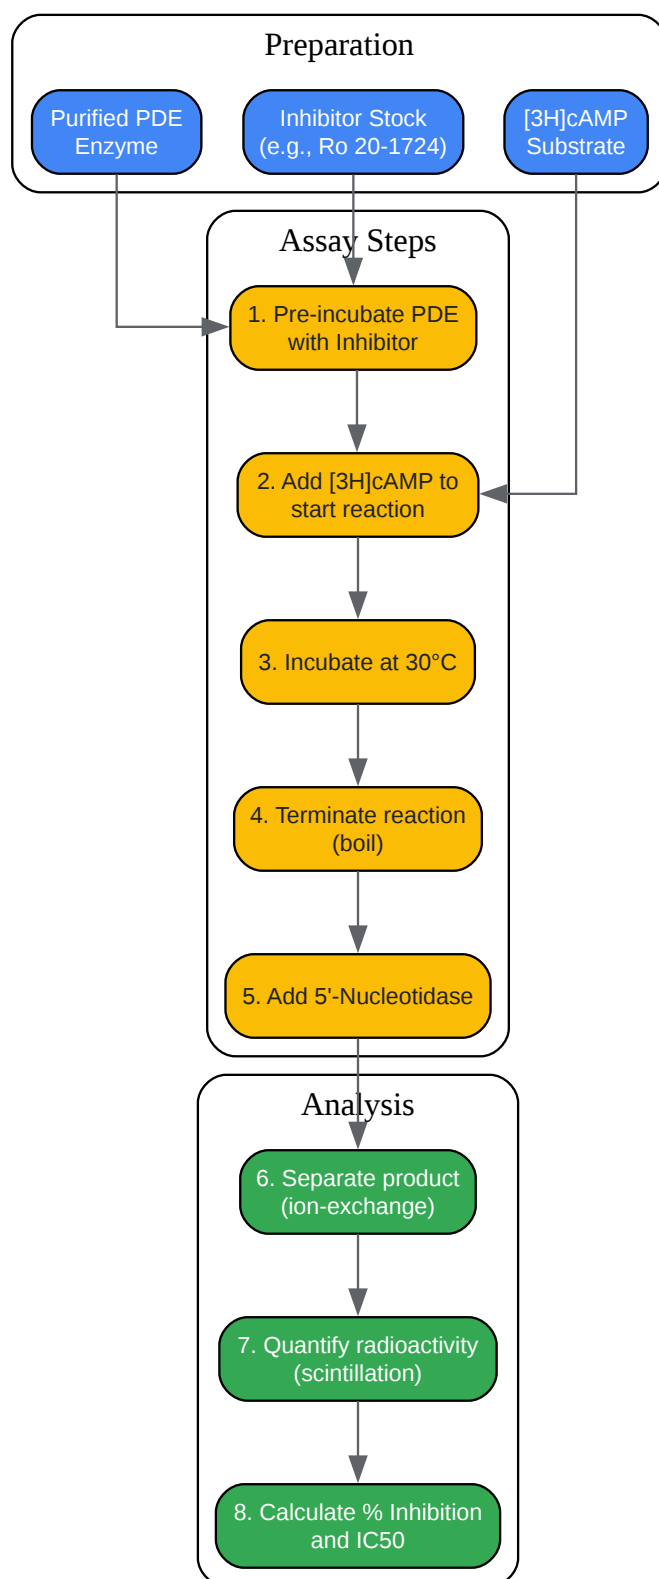 Preparation
Purified PDE
Enzyme
Inhibitor Stock
(e.g., Ro 20-1724)
[3H]cAMP
Substrate
Assay Steps
1. Pre-incubate PDE
with Inhibitor
2. Add [3H]cAMP to
start reaction
3. Incubate at 30°C
4. Terminate reaction
(boil)
5. Add 5'-Nucleotidase
Analysis
6. Separate product
(ion-exchange)
7. Quantify radioactivity
(scintillation)
8. Calculate % Inhibition
and IC50